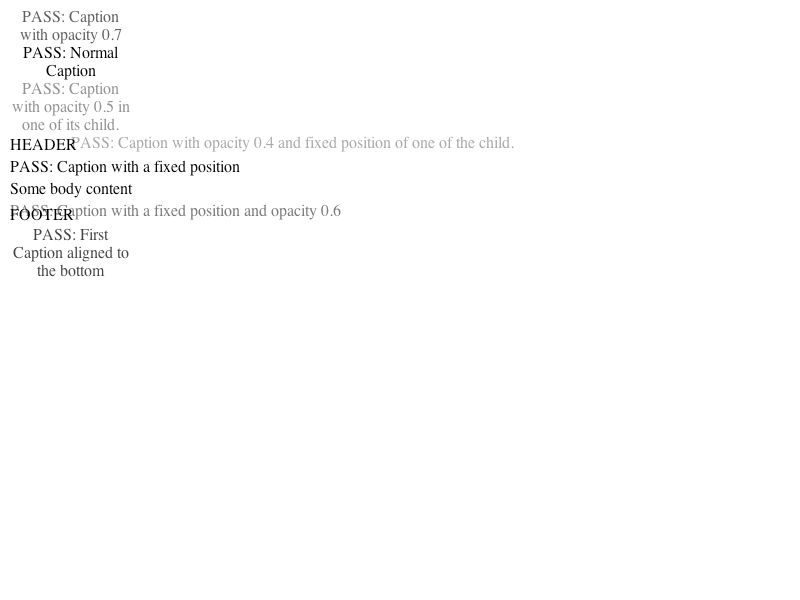 PASS: Caption
with opacity 0.7
PASS: Normal
Caption
PASS: Caption
with opacity 0.5 in
one of its child.
HEADER
PASS: Caption with opacity 0.4 and fixed position of one of the child.
PASS: Caption with a fixed position
Some body content
PASS: Caption with a fixed position and opacity 0.6
FOOTER
PASS: First
Caption aligned to
the bottom